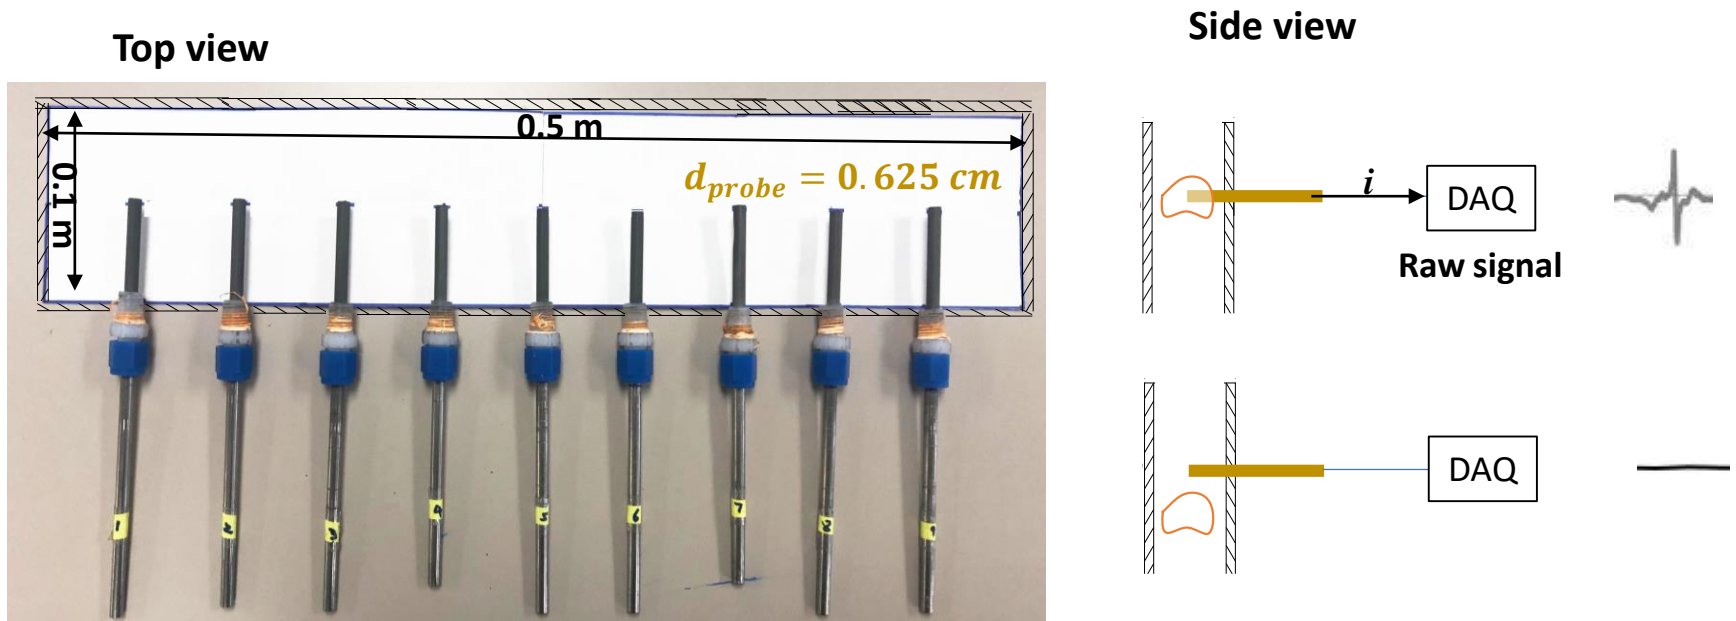 Top view
Side view
0.5 m
0.1 m
d_probe = 0.625 cm
i
DAQ
Raw signal
DAQ
1
2
3
4
5
6
7
8
9